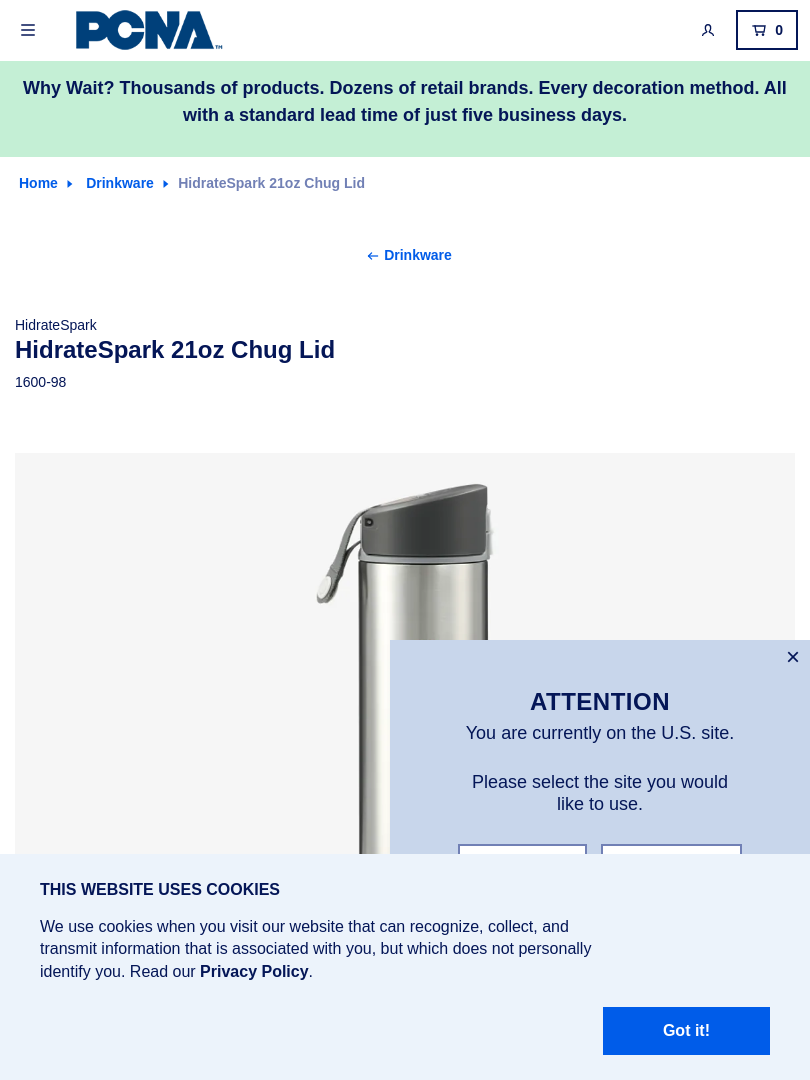 PCNA™
0
Why Wait? Thousands of products. Dozens of retail brands. Every decoration method. All
with a standard lead time of just five business days.
Home Drinkware HidrateSpark 21oz Chug Lid
← Drinkware
HidrateSpark
HidrateSpark 21oz Chug Lid
1600-98
ATTENTION
You are currently on the U.S. site.
Please select the site you would
like to use.
THIS WEBSITE USES COOKIES
We use cookies when you visit our website that can recognize, collect, and
transmit information that is associated with you, but which does not personally
identify you. Read our Privacy Policy.
Got it!